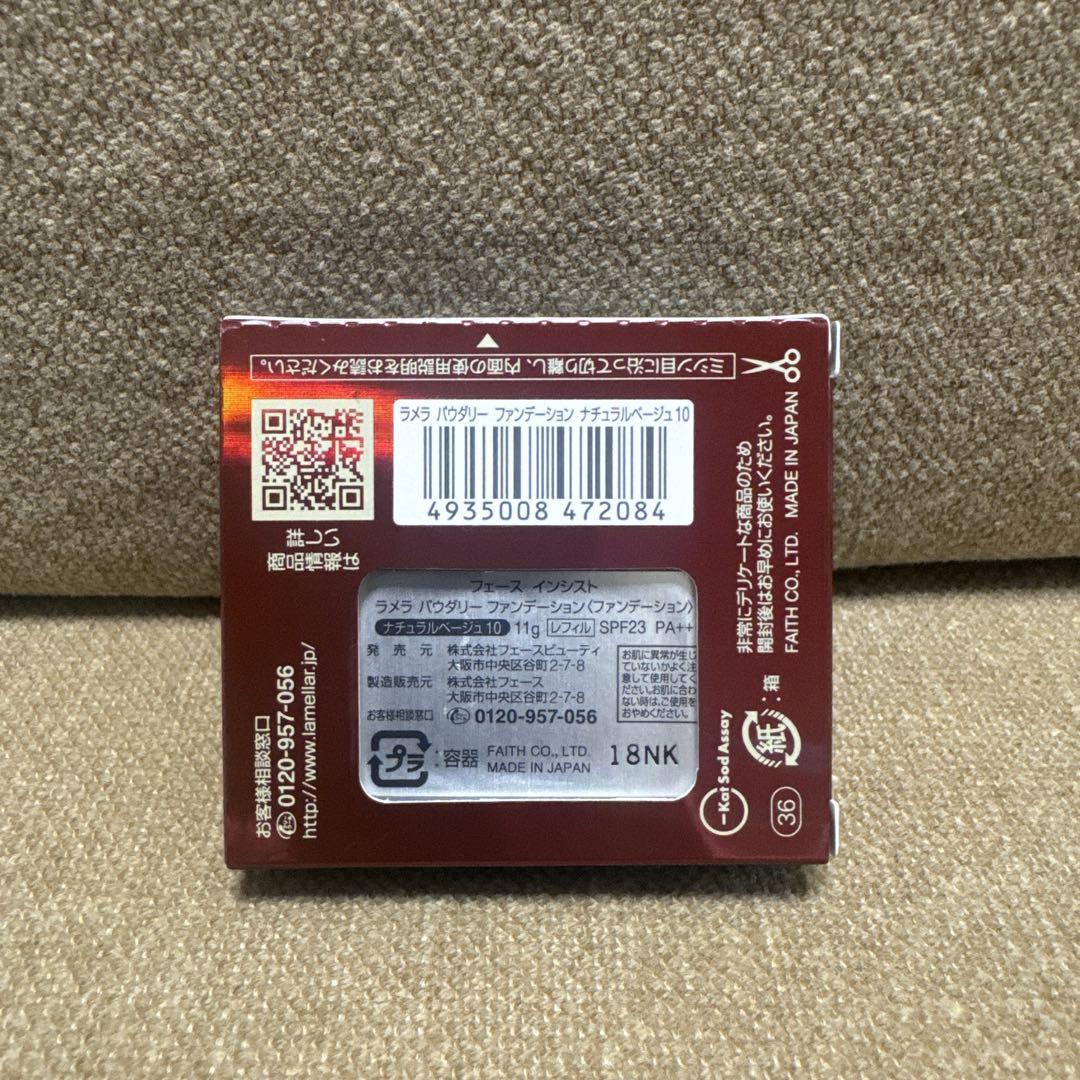 ミシン目に沿って切り離し、内面の使用説明をお読みください。
ラメラ パウダリー ファンデーション ナチュラルベージュ10
4935008 472084
詳しい
商品情報は
フェース インシスト
ラメラ パウダリー ファンデーション〈ファンデーション〉
ナチュラルベージュ10 11g レフィル SPF23 PA++
発売元 株式会社フェースビューティ
大阪市中央区谷町2-7-8
製造販売元 株式会社フェース
大阪市中央区谷町2-7-8
お客様相談窓口 0120-957-056
お肌に異常が生じ
ていないかよく注
意して使用してく
ださい。お肌に合わ
ない時は、ご使用を
おやめください。
プラ :容器 FAITH CO., LTD.
MADE IN JAPAN
18NK
お客様相談窓口
0120-957-056
http://www.lamellar.jp/
非常にデリケートな商品のため
開封後はお早めにお使いください。
FAITH CO., LTD. MADE IN JAPAN
紙 :箱
Kat Sod Assay
36